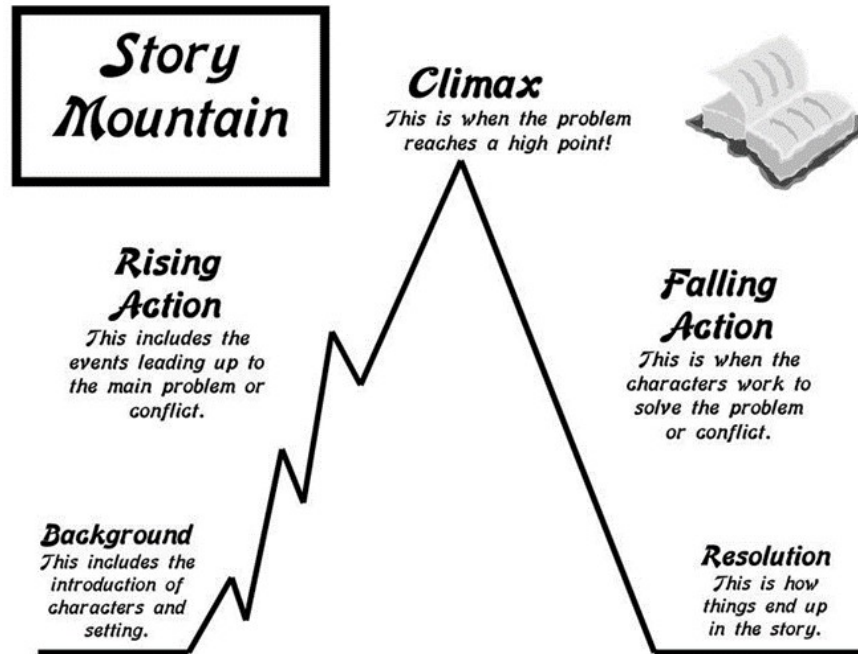 Story
Mountain
Climax
This is when the problem
reaches a high point!
Rising
Action
This includes the
events leading up to
the main problem or
conflict.
Falling
Action
This is when the
characters work to
solve the problem
or conflict.
Background
This includes the
introduction of
characters and
setting.
Resolution
This is how
things end up
in the story.